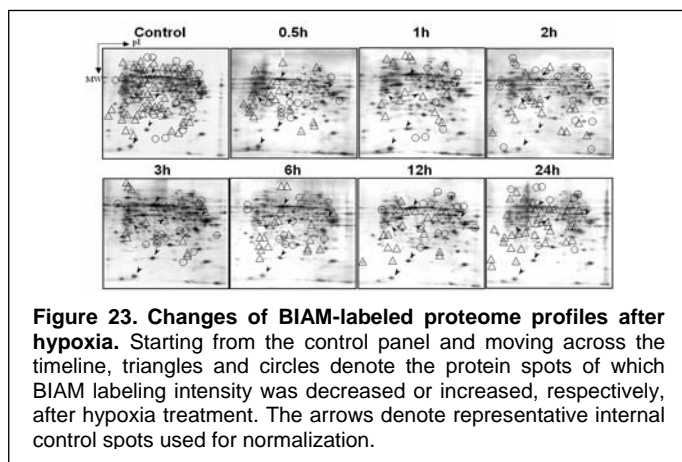 Control 0.5h 1h 2h
pI
MW
3h 6h 12h 24h
Figure 23. Changes of BIAM-labeled proteome profiles after
hypoxia. Starting from the control panel and moving across the
timeline, triangles and circles denote the protein spots of which
BIAM labeling intensity was decreased or increased, respectively,
after hypoxia treatment. The arrows denote representative internal
control spots used for normalization.